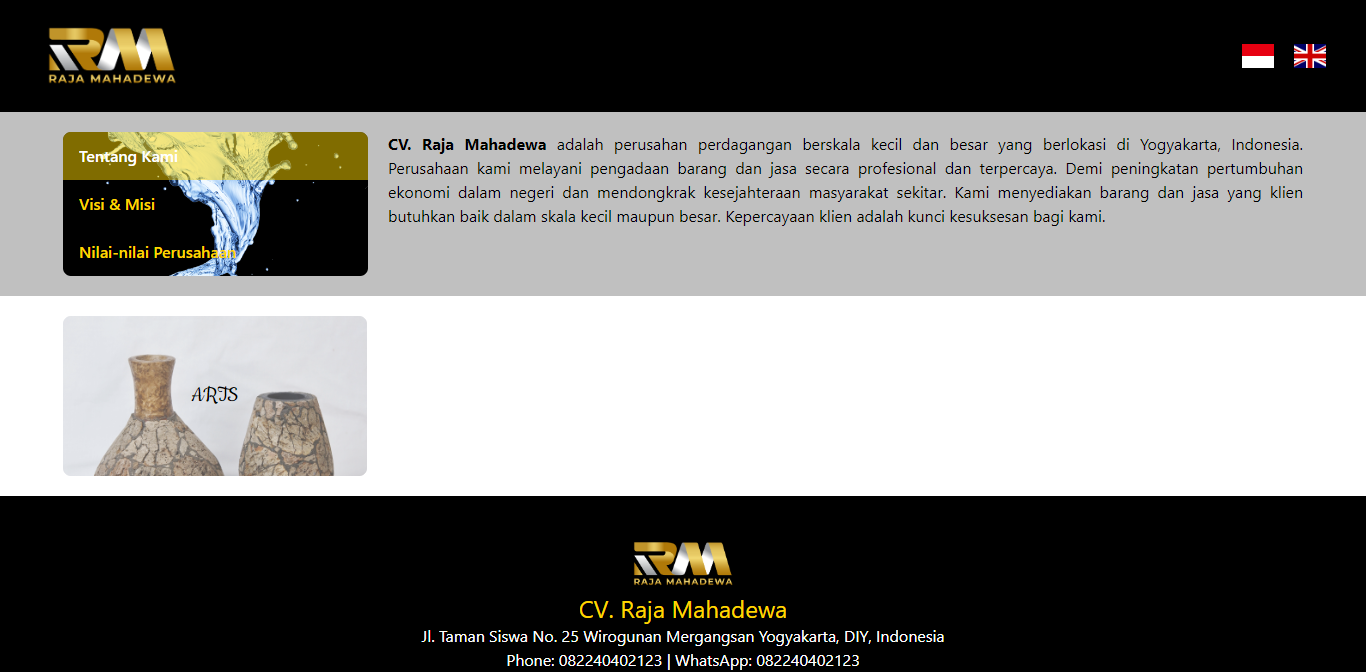 RAJA MAHADEWA
Tentang Kami
Visi & Misi
Nilai-nilai Perusahaan
CV. Raja Mahadewa adalah perusahan perdagangan berskala kecil dan besar yang berlokasi di Yogyakarta, Indonesia.
Perusahaan kami melayani pengadaan barang dan jasa secara profesional dan terpercaya. Demi peningkatan pertumbuhan
ekonomi dalam negeri dan mendongkrak kesejahteraan masyarakat sekitar. Kami menyediakan barang dan jasa yang klien
butuhkan baik dalam skala kecil maupun besar. Kepercayaan klien adalah kunci kesuksesan bagi kami.
ARTS
RAJA MAHADEWA
CV. Raja Mahadewa
Jl. Taman Siswa No. 25 Wirogunan Mergangsan Yogyakarta, DIY, Indonesia
Phone: 082240402123 | WhatsApp: 082240402123